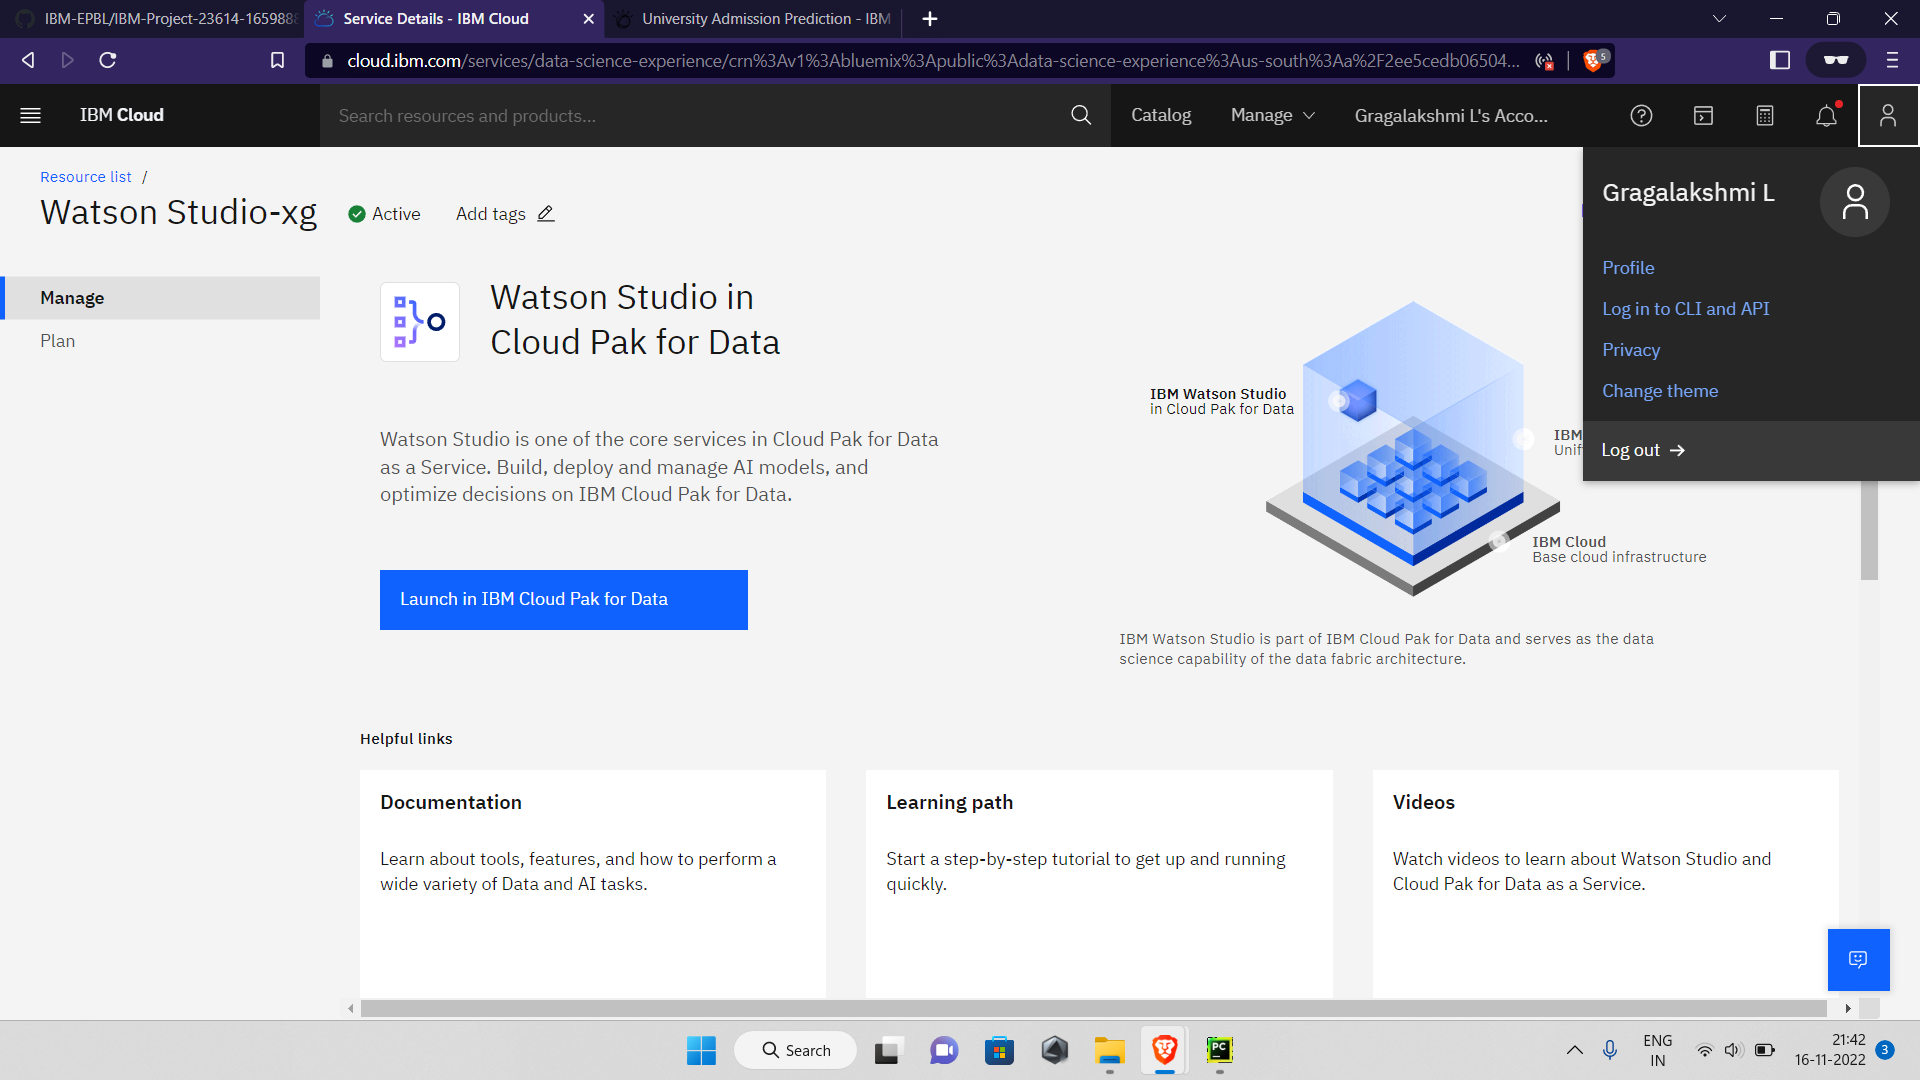 IBM-EPBL/IBM-Project-23614-1659888
Service Details - IBM Cloud
University Admission Prediction - IBM
cloud.ibm.com/services/data-science-experience/crn%3Av1%3Abluemix%3Apublic%3Adata-science-experience%3Aus-south%3Aa%2F2ee5cedb06504...
5
IBM Cloud
Search resources and products...
Catalog
Manage
Gragalakshmi L's Acco...
Resource list /
Watson Studio-xg
Active
Add tags
Gragalakshmi L
Profile
Log in to CLI and API
Privacy
Change theme
Log out
Manage
Plan
Watson Studio in
Cloud Pak for Data
Watson Studio is one of the core services in Cloud Pak for Data
as a Service. Build, deploy and manage AI models, and
optimize decisions on IBM Cloud Pak for Data.
Launch in IBM Cloud Pak for Data
IBM Watson Studio
in Cloud Pak for Data
IBM
Unif
IBM Cloud
Base cloud infrastructure
IBM Watson Studio is part of IBM Cloud Pak for Data and serves as the data
science capability of the data fabric architecture.
Helpful links
Documentation
Learn about tools, features, and how to perform a
wide variety of Data and AI tasks.
Learning path
Start a step-by-step tutorial to get up and running
quickly.
Videos
Watch videos to learn about Watson Studio and
Cloud Pak for Data as a Service.
Search
PC
ENG
IN
21:42
16-11-2022
3